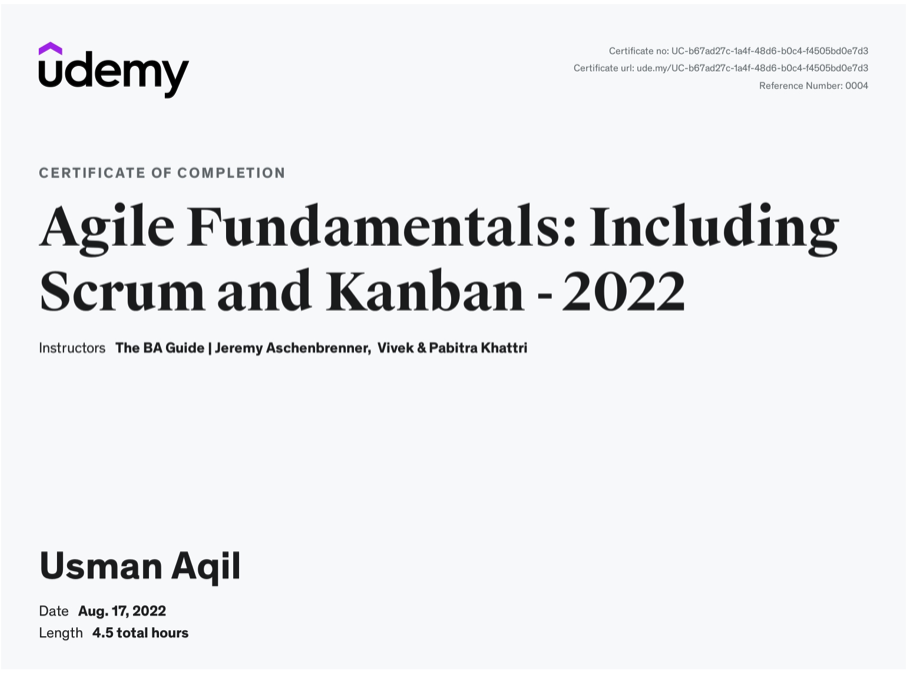 udemy
Certificate no: UC-b67ad27c-1a4f-48d6-b0c4-f4505bd0e7d3
Certificate url: ude.my/UC-b67ad27c-1a4f-48d6-b0c4-f4505bd0e7d3
Reference Number: 0004
CERTIFICATE OF COMPLETION
Agile Fundamentals: Including
Scrum and Kanban - 2022
Instructors The BA Guide | Jeremy Aschenbrenner, Vivek & Pabitra Khattri
Usman Aqil
Date Aug. 17, 2022
Length 4.5 total hours